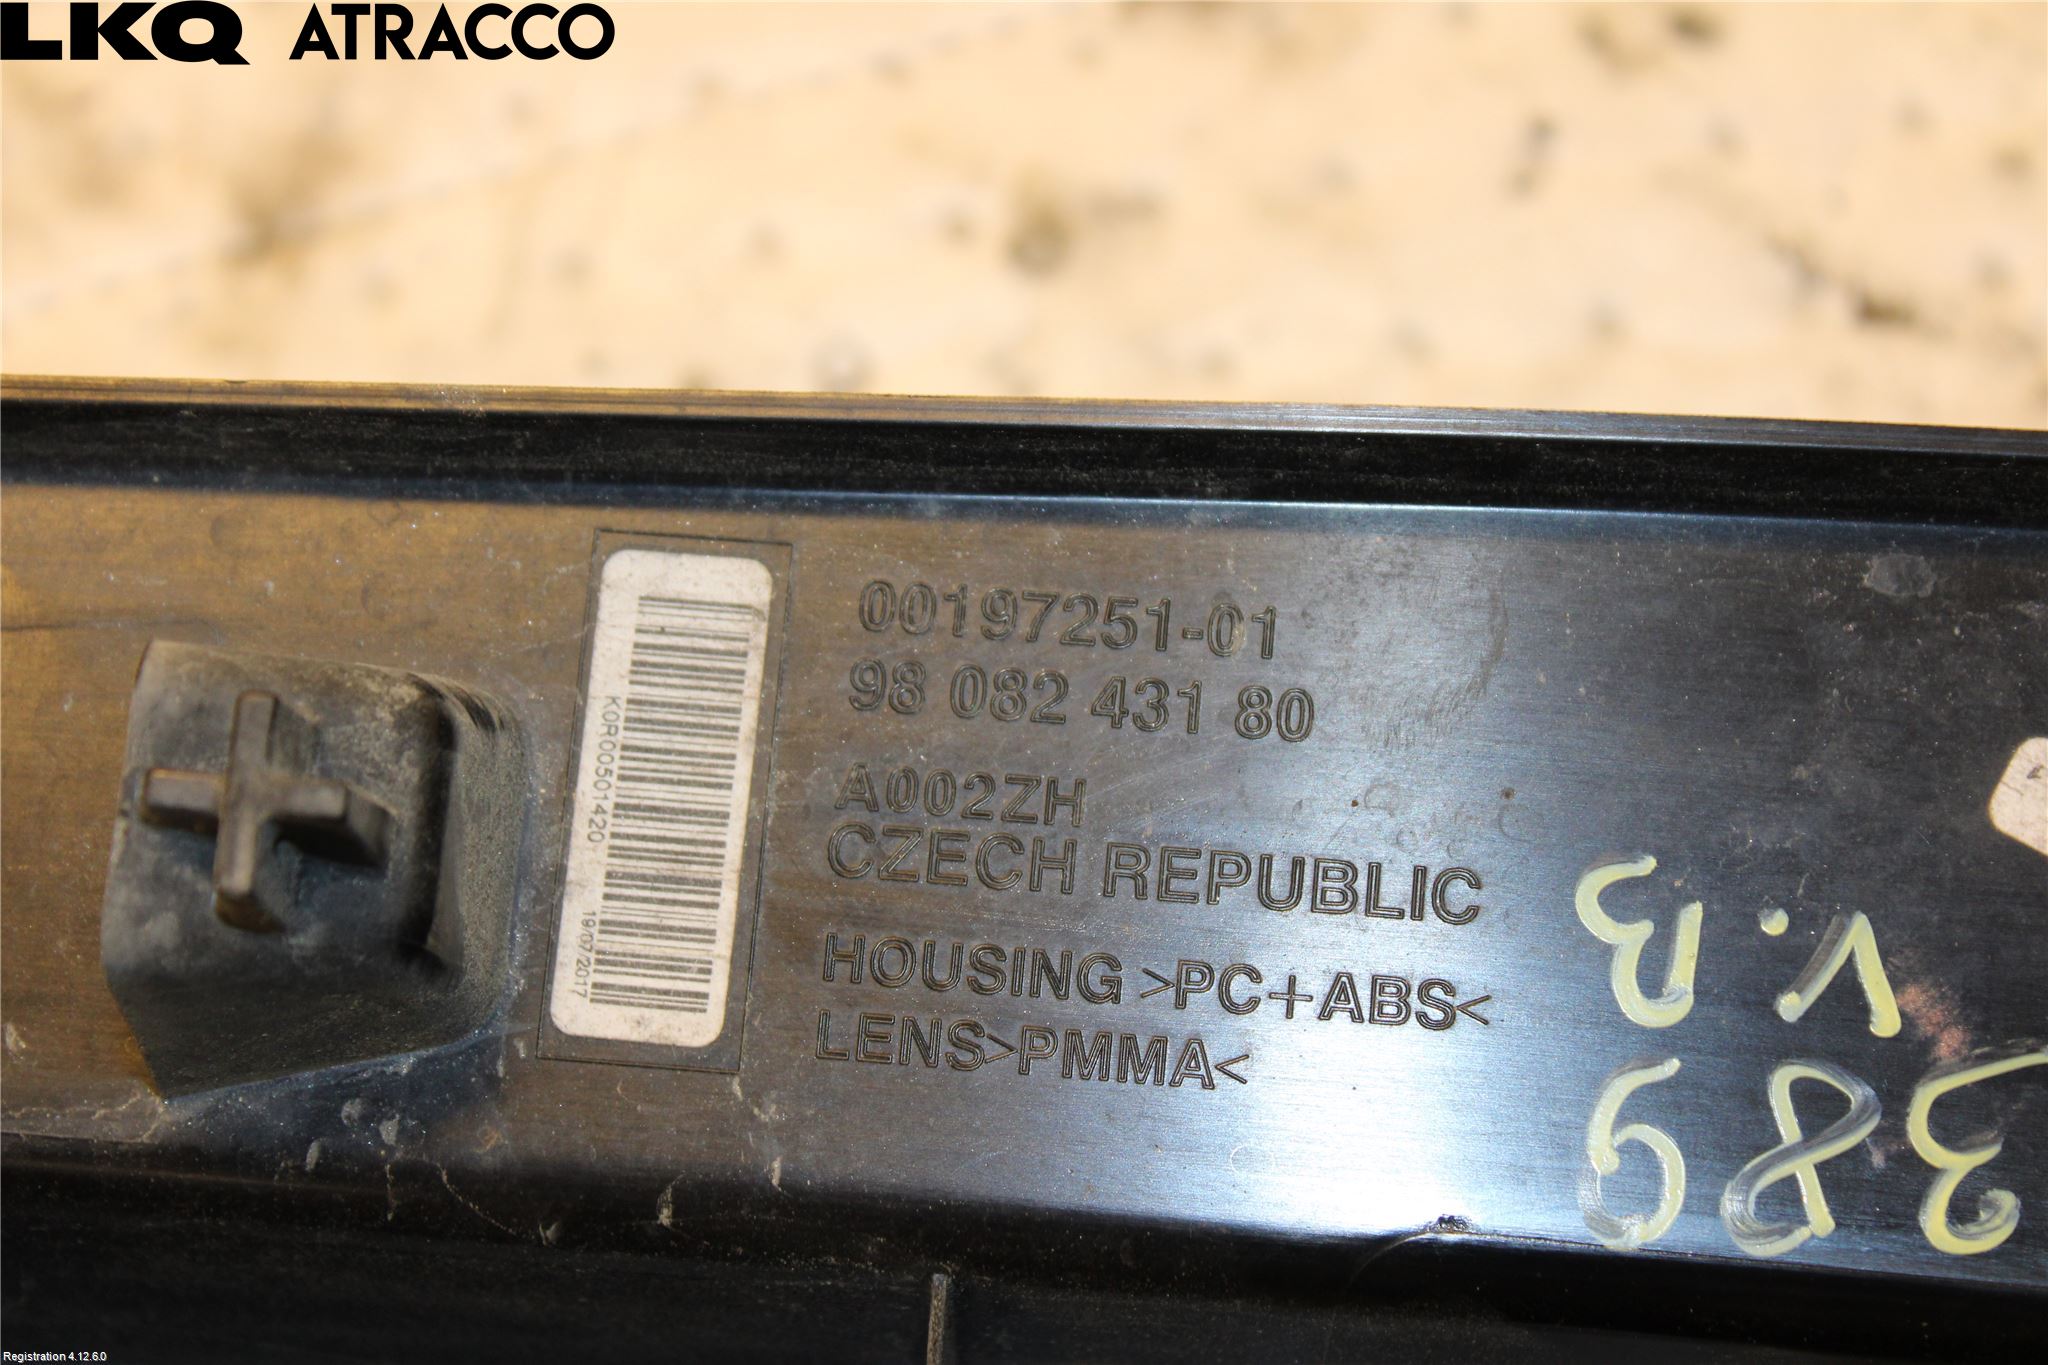 LKQ ATRACCO
00197251-01
98 082 431 80
A002ZH
CZECH REPUBLIC
HOUSING >PC+ABS<
LENS>PMMA<
K0R000501420 19/07/2017
Registration 4.12.6.0